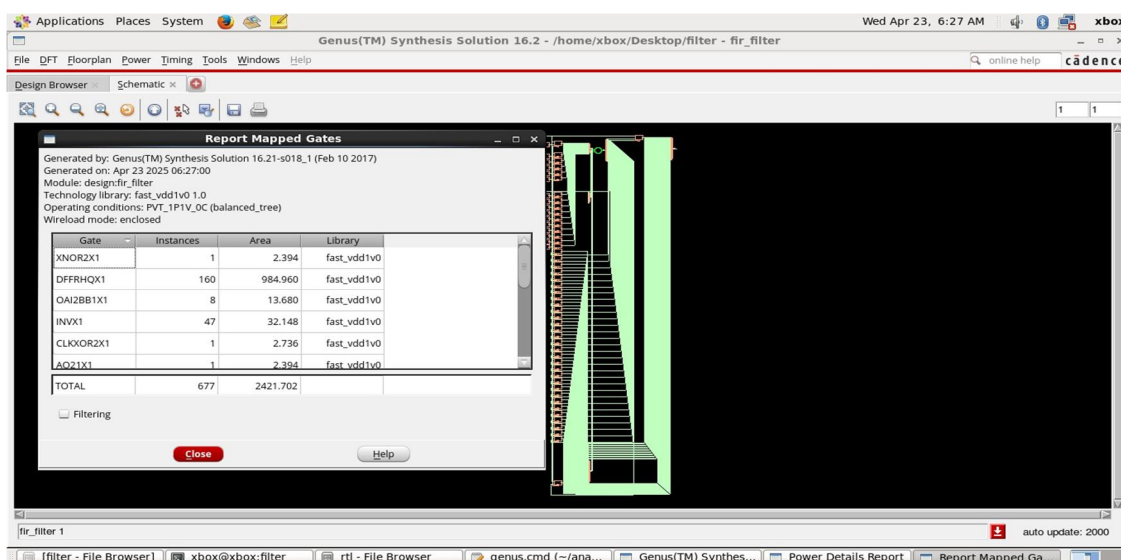 Applications Places System Wed Apr 23, 6:27 AM xbox
Genus(TM) Synthesis Solution 16.2 - /home/xbox/Desktop/filter - fir_filter
File DFT Floorplan Power Timing Tools Windows Help online help cādence
Design Browser Schematic
1 1
Report Mapped Gates
Generated by: Genus(TM) Synthesis Solution 16.21-s018_1 (Feb 10 2017)
Generated on: Apr 23 2025 06:27:00
Module: design:fir_filter
Technology library: fast_vdd1v0 1.0
Operating conditions: PVT_1P1V_0C (balanced_tree)
Wireload mode: enclosed
Gate Instances Area Library
XNOR2X1 1 2.394 fast_vdd1v0
DFFRHQX1 160 984.960 fast_vdd1v0
OAI2BB1X1 8 13.680 fast_vdd1v0
INVX1 47 32.148 fast_vdd1v0
CLKXOR2X1 1 2.736 fast_vdd1v0
AO21X1 1 2.394 fast_vdd1v0
TOTAL 677 2421.702
Filtering
Close Help
fir_filter 1 auto update: 2000
[filter - File Browser] xbox@xbox:filter rtl - File Browser genus.cmd (~/ana... Genus(TM) Synthes... Power Details Report Report Mapped Ga...